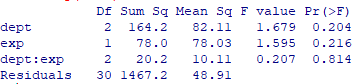 Df Sum Sq Mean Sq F value Pr(>F)
dept 2 164.2 82.11 1.679 0.204
exp 1 78.0 78.03 1.595 0.216
dept:exp 2 20.2 10.11 0.207 0.814
Residuals 30 1467.2 48.91